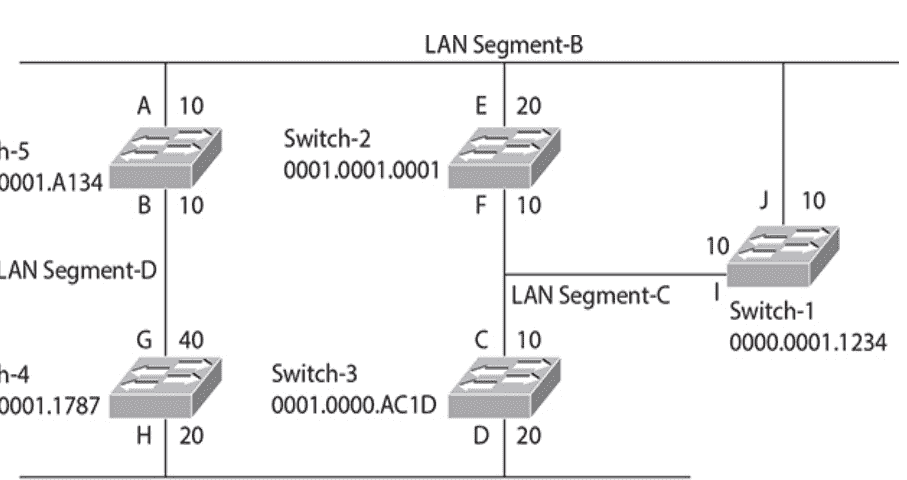 LAN Segment-B
A 10
E 20
Switch-2
0001.0001.0001
h-5
0001.A134
B 10
F 10
J 10
10
I
LAN Segment-D
LAN Segment-C
Switch-1
0000.0001.1234
G 40
C 10
h-4
0001.1787
Switch-3
0001.0000.AC1D
H 20
D 20